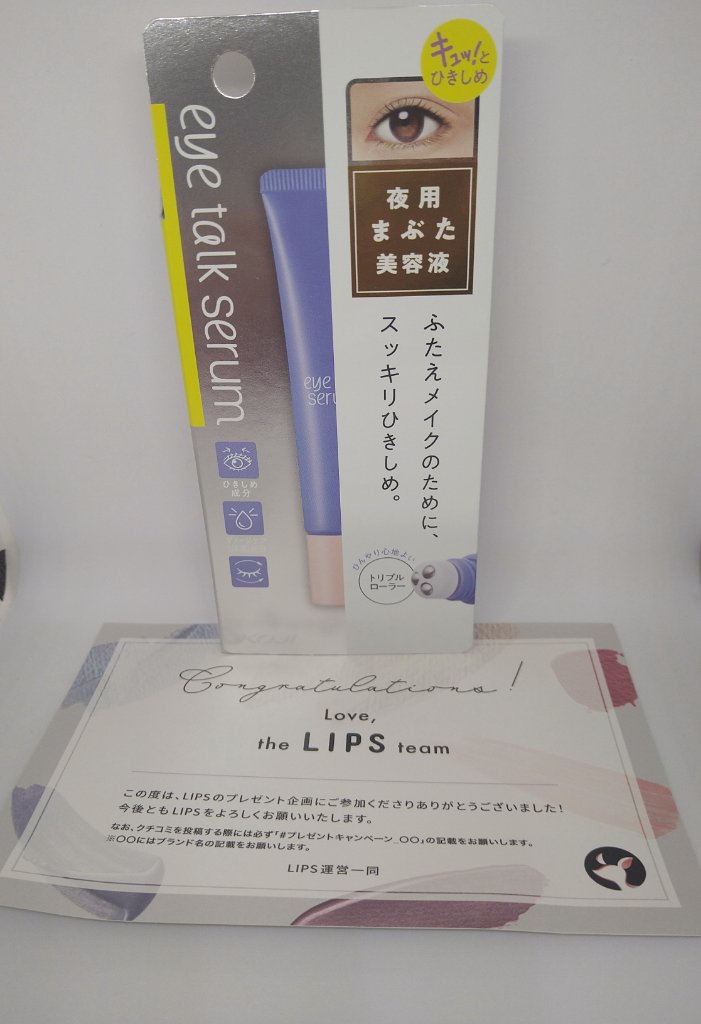 キュッ!と
ひきしめ
eye talk serum
夜用
まぶた
美容液
ふたえメイクのために、
スッキリひきしめ。
eye
ひきしめ
成分
ひんやり心地よい
トリプル
ローラー
Congratulations!
Love,
the LIPS team
この度は、LIPSのプレゼント企画にご参加くださりありがとうございました!
今後ともLIPSをよろしくお願いいたします。
なお、クチコミを投稿する際には必ず「#プレゼントキャンペーン_〇〇」の記載をお願いします。
※〇〇にはブランド名の記載をお願いします。
LIPS運営一同